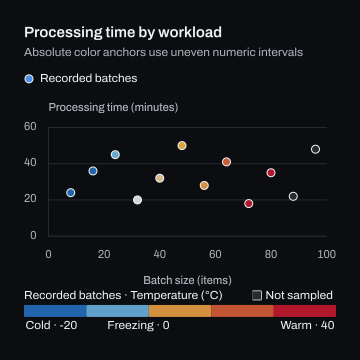 Processing time by workload
Absolute color anchors use uneven numeric intervals
Recorded batches
Processing time (minutes)
60
40
20
0
0 20 40 60 80 100
Batch size (items)
Recorded batches · Temperature (°C) Not sampled
Cold · -20 Freezing · 0 Warm · 40